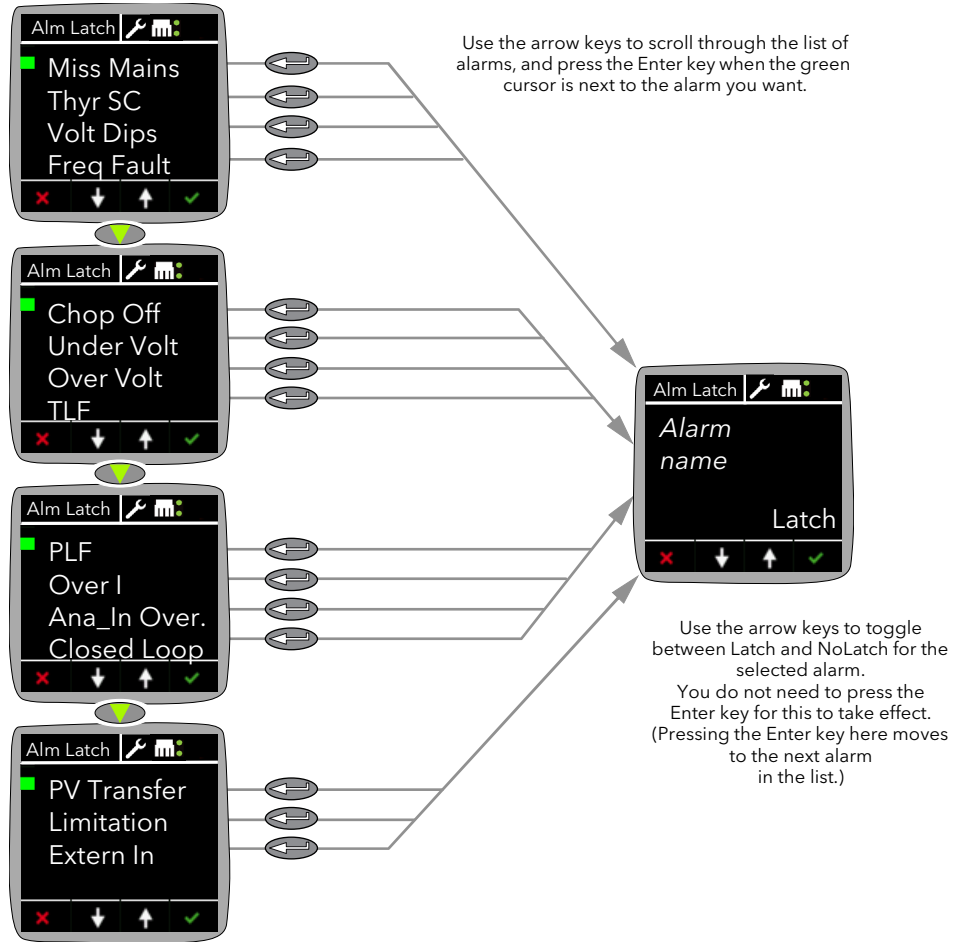 Alm Latch
Miss Mains
Thyr SC
Volt Dips
Freq Fault
Use the arrow keys to scroll through the list of
alarms, and press the Enter key when the green
cursor is next to the alarm you want.
Alm Latch
Chop Off
Under Volt
Over Volt
TLF
Alm Latch
PLF
Over I
Ana_In Over.
Closed Loop
Alm Latch
PV Transfer
Limitation
Extern In
Alm Latch
Alarm
name
Latch
Use the arrow keys to toggle
between Latch and NoLatch for the
selected alarm.
You do not need to press the
Enter key for this to take effect.
(Pressing the Enter key here moves
to the next alarm
in the list.)